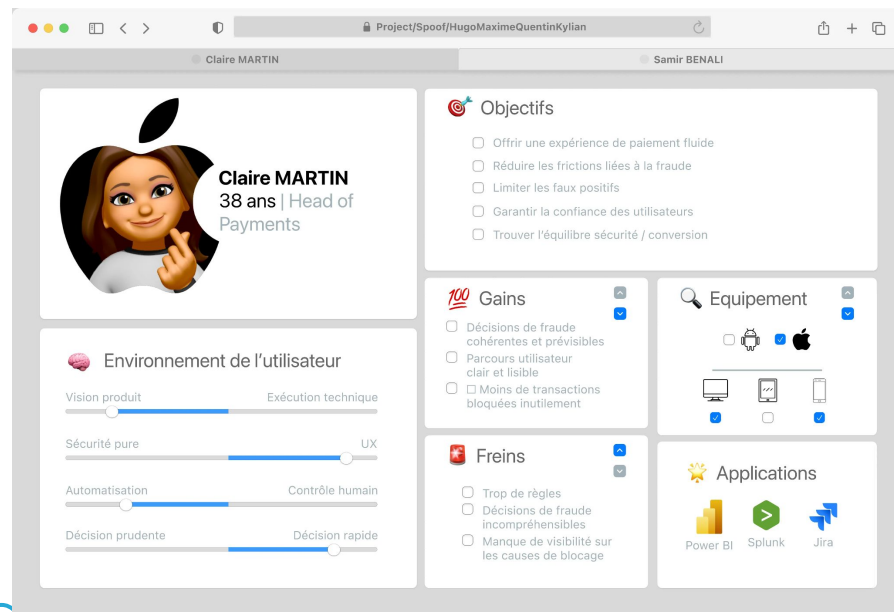 Project/Spoof/HugoMaximeQuentinKylian
Claire MARTIN
Samir BENALI
Claire MARTIN
38 ans | Head of
Payments
Objectifs
Offrir une expérience de paiement fluide
Réduire les frictions liées à la fraude
Limiter les faux positifs
Garantir la confiance des utilisateurs
Trouver l'équilibre sécurité / conversion
Environnement de l'utilisateur
Vision produit
Exécution technique
Sécurité pure
UX
Automatisation
Contrôle humain
Décision prudente
Décision rapide
100
Gains
Décisions de fraude
cohérentes et prévisibles
Parcours utilisateur
clair et lisible
☐ Moins de transactions
bloquées inutilement
Freins
Trop de règles
Décisions de fraude
incompréhensibles
Manque de visibilité sur
les causes de blocage
Equipement
Applications
Power BI
Splunk
Jira